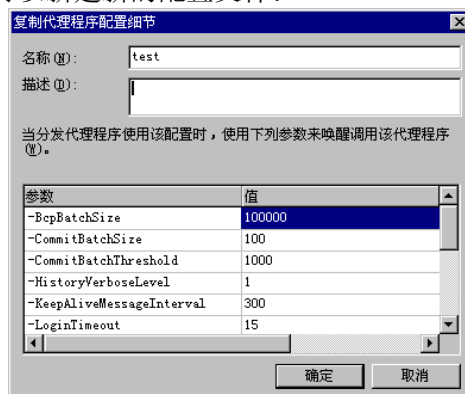 复制代理程序配置细节
名称(N): test
描述(D):
当分发代理程序使用该配置时，使用下列参数来唤醒调用该代理程序
(W)。
参数 值
-BcpBatchSize 100000
-CommitBatchSize 100
-CommitBatchThreshold 1000
-HistoryVerboseLevel 1
-KeepAliveMessageInterval 300
-LoginTimeout 15
确定 取消